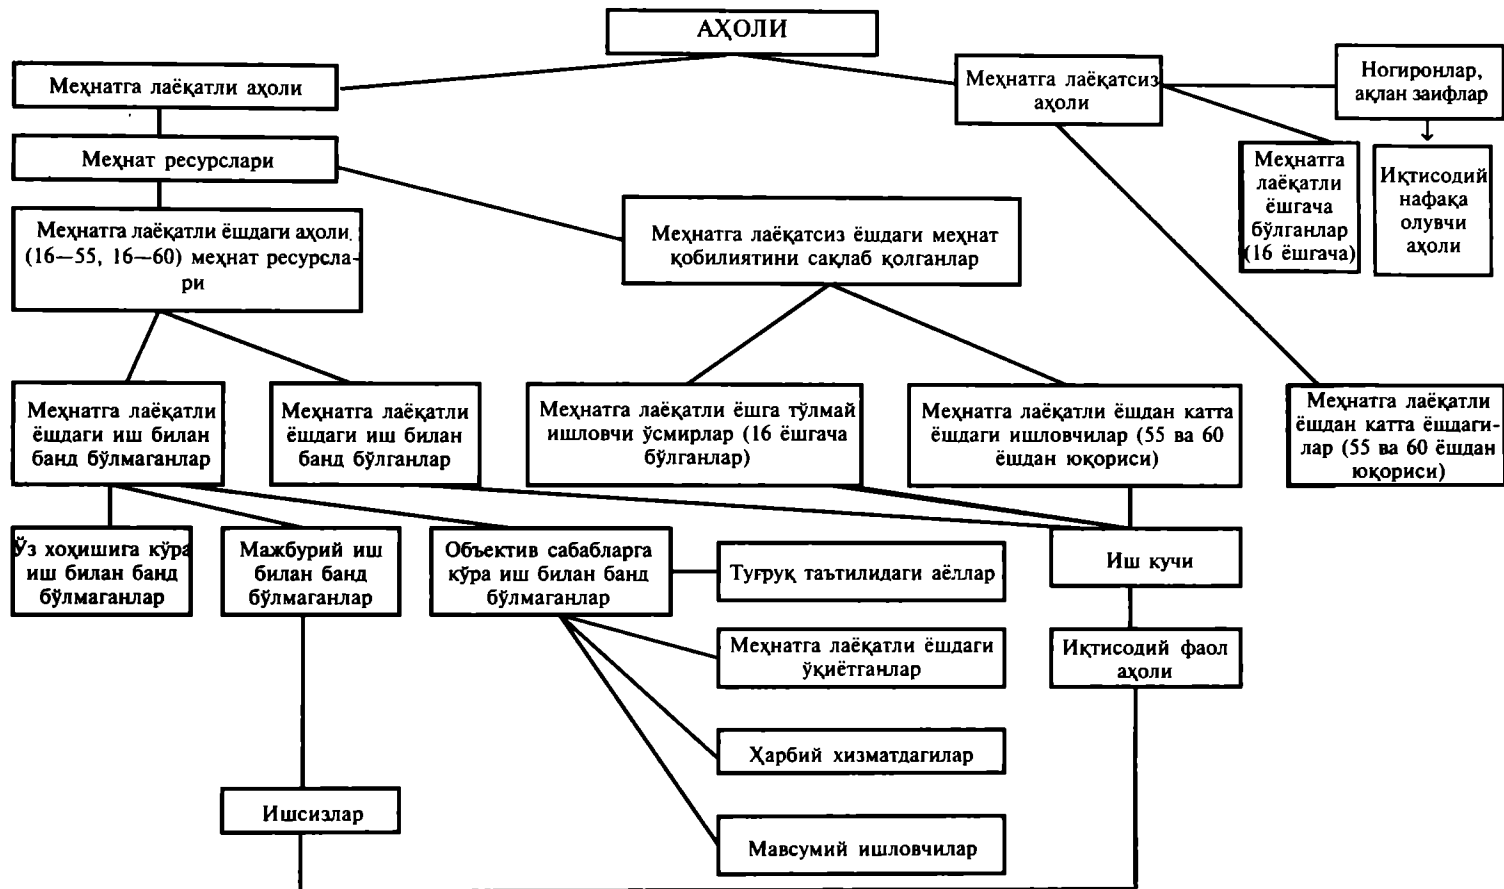 АҲОЛИ
Меҳнатга лаёқатли аҳоли
Меҳнатга лаёқатсиз
аҳоли
Ногиронлар,
ақлан заифлар
Меҳнат ресурслари
Меҳнатга
лаёқатли
ёшгача
бўлганлар
(16 ёшгача)
Иқтисодий
нафақа
олувчи
аҳоли
Меҳнатга лаёқатли ёшдаги аҳоли.
(16—55, 16—60) меҳнат ресурсла-
ри
Меҳнатга лаёқатсиз ёшдаги меҳнат
қобилиятини сақлаб қолганлар
Меҳнатга лаёқатли
ёшдаги иш билан
банд бўлмаганлар
Меҳнатга лаёқатли
ёшдаги иш билан
банд бўлганлар
Меҳнатга лаёқатли ёшга тўлмай
ишловчи ўсмирлар (16 ёшгача
бўлганлар)
Меҳнатга лаёқатли ёшдан катта
ёшдаги ишловчилар (55 ва 60
ёшдан юқориси)
Меҳнатга лаёқатли
ёшдан катта ёшдаги-
лар (55 ва 60 ёшдан
юқориси)
Ўз хоҳишига кўра
иш билан банд
бўлмаганлар
Мажбурий иш
билан банд
бўлмаганлар
Объектив сабабларга
кўра иш билан банд
бўлмаганлар
Туғруқ таътилидаги аёллар
Иш кучи
Меҳнатга лаёқатли ёшдаги
ўқиётганлар
Иқтисодий фаол
аҳоли
Ҳарбий хизматдагилар
Ишсизлар
Мавсумий ишловчилар